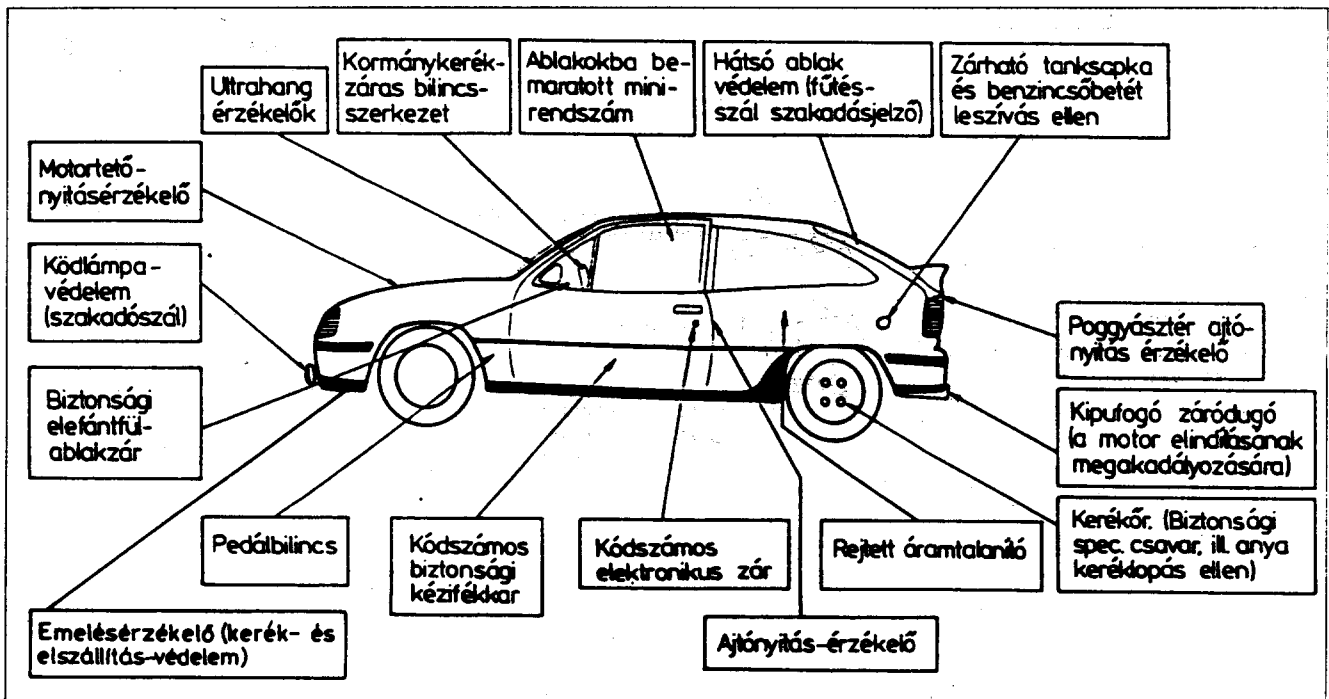 Ultrahang
érzékelők
Kormánykerék-
záras bilincs-
szerkezet
Ablakokba be-
maratott mini-
rendszám
Hátsó ablak
védelem (fűtés-
szál szakadásjelző)
Zárható tanksapka
és benzincsőbetét
leszívás ellen
Motortető-
nyitásérzékelő
Ködlámpa-
védelem
(szakadószál)
Biztonsági
elefántfül-
ablakzár
Poggyásztér ajtó-
nyitás érzékelő
Kipufogó záródugó
(a motor elindításának
megakadályozására)
Kerékőr. (Biztonsági
spec. csavar, ill. anya
keréklopás ellen)
Pedálbilincs
Kódszámos
biztonsági
kézifékkar
Kódszámos
elektronikus zár
Rejtett áramtalanító
Emelésérzékelő (kerék- és
elszállítás-védelem)
Ajtónyitás-érzékelő